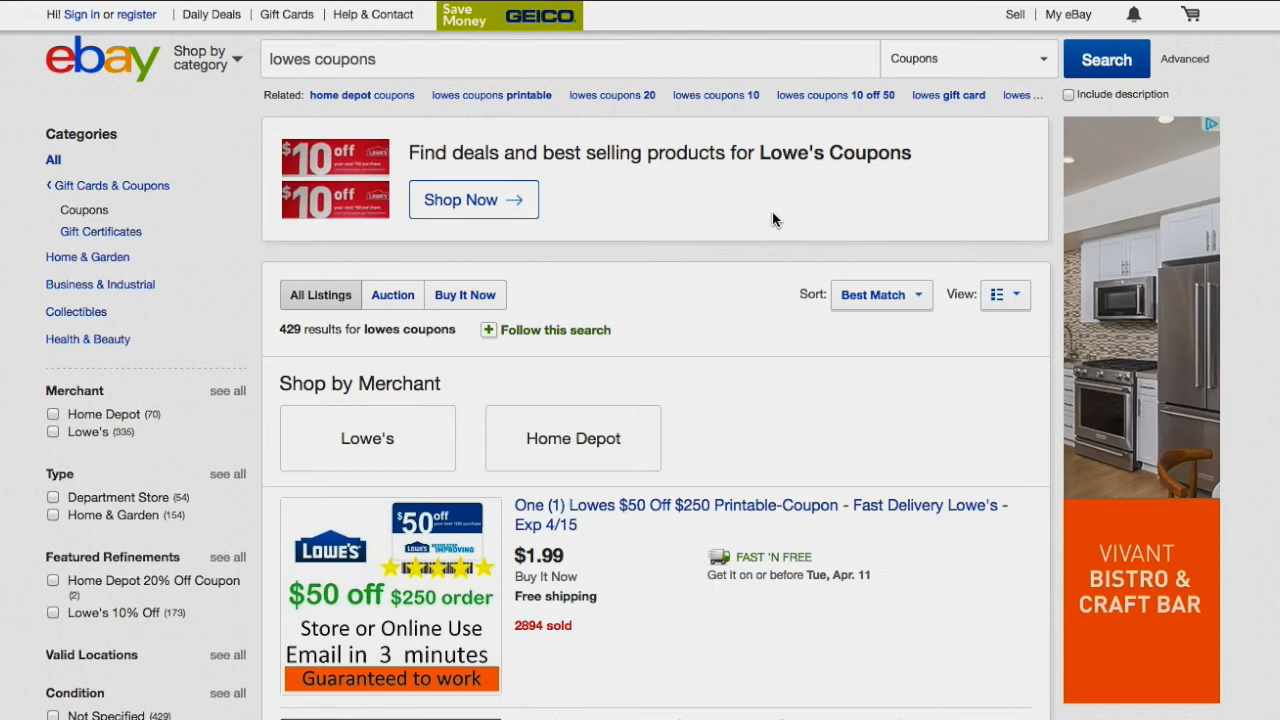 Hi! Sign in or register
Daily Deals
Gift Cards
Help & Contact
Save Money GEICO
Sell
My eBay
ebay
Shop by category
lowes coupons
Coupons
Search
Advanced
Related: home depot coupons lowes coupons printable lowes coupons 20 lowes coupons 10 lowes coupons 10 off 50 lowes gift card lowes ...
Include description
Categories
All
Gift Cards & Coupons
Coupons
Gift Certificates
Home & Garden
Business & Industrial
Collectibles
Health & Beauty
Merchant see all
Home Depot (70)
Lowe's (335)
Type see all
Department Store (54)
Home & Garden (154)
Featured Refinements see all
Home Depot 20% Off Coupon
(2)
Lowe's 10% Off (173)
Valid Locations see all
Condition see all
Not Specified (429)
$10 off
$10 off
Find deals and best selling products for Lowe's Coupons
Shop Now
All Listings
Auction
Buy It Now
Sort: Best Match
View:
429 results for lowes coupons
Follow this search
Shop by Merchant
Lowe's
Home Depot
$50 off
LOWE'S
$50 off $250 order
Store or Online Use
Email in 3 minutes
Guaranteed to work
One (1) Lowes $50 Off $250 Printable-Coupon - Fast Delivery Lowe's -
Exp 4/15
$1.99
Buy It Now
Free shipping
2894 sold
FAST 'N FREE
Get it on or before Tue, Apr. 11
VIVANT
BISTRO &
CRAFT BAR